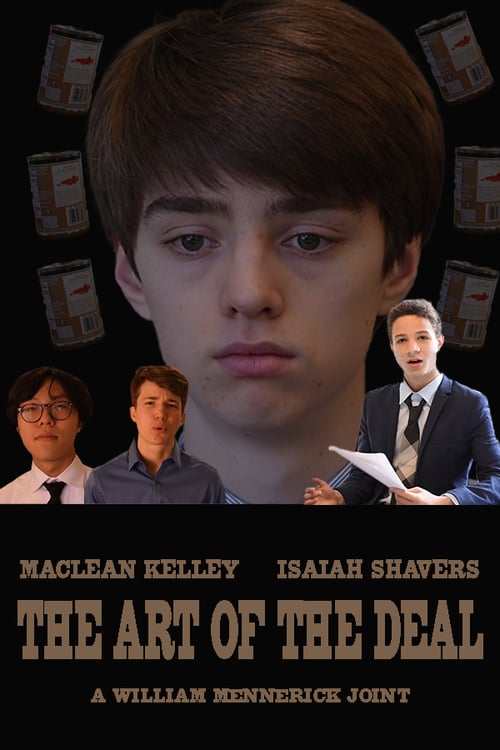 MACLEAN KELLEY ISAIAH SHAVERS
THE ART OF THE DEAL
A WILLIAM MENNERICK JOINT